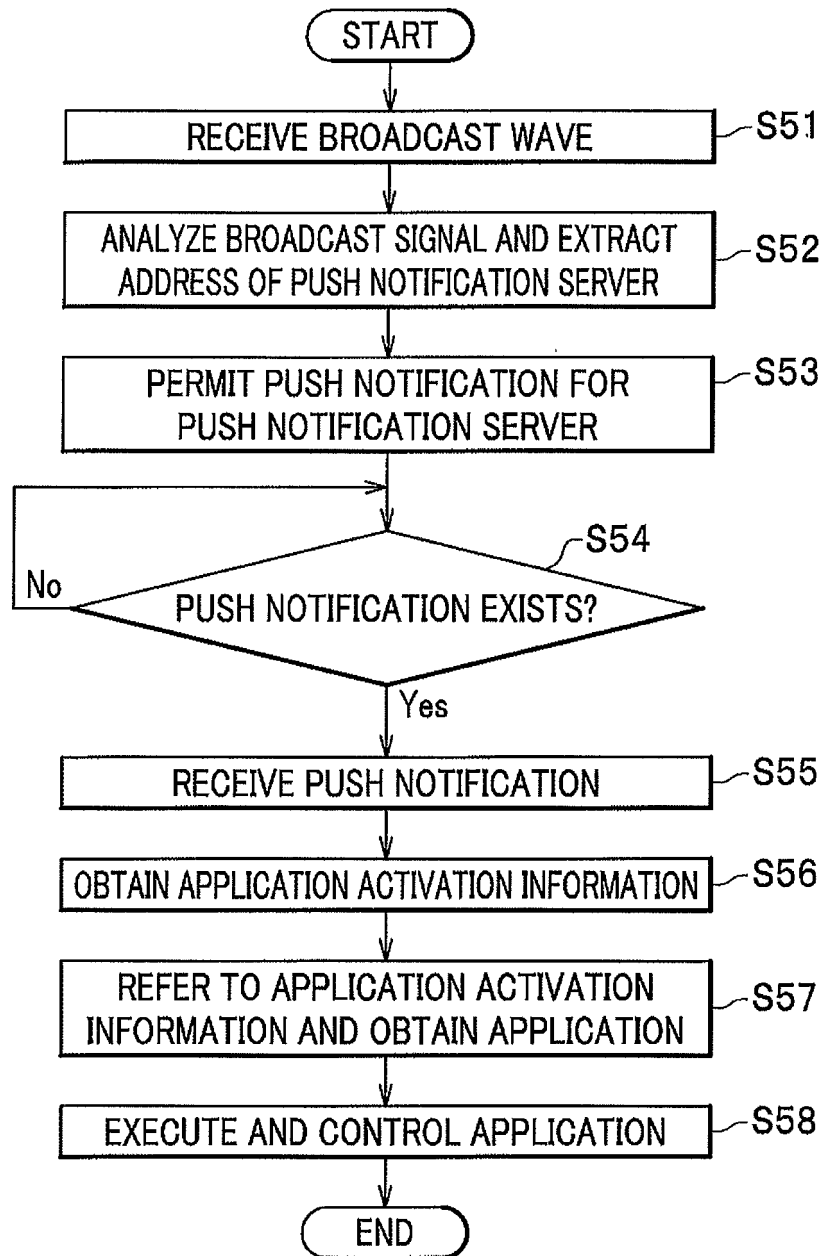 START
RECEIVE BROADCAST WAVE
S51
ANALYZE BROADCAST SIGNAL AND EXTRACT
ADDRESS OF PUSH NOTIFICATION SERVER
S52
PERMIT PUSH NOTIFICATION FOR
PUSH NOTIFICATION SERVER
S53
S54
No
PUSH NOTIFICATION EXISTS?
Yes
RECEIVE PUSH NOTIFICATION
S55
OBTAIN APPLICATION ACTIVATION INFORMATION
S56
REFER TO APPLICATION ACTIVATION
INFORMATION AND OBTAIN APPLICATION
S57
EXECUTE AND CONTROL APPLICATION
S58
END